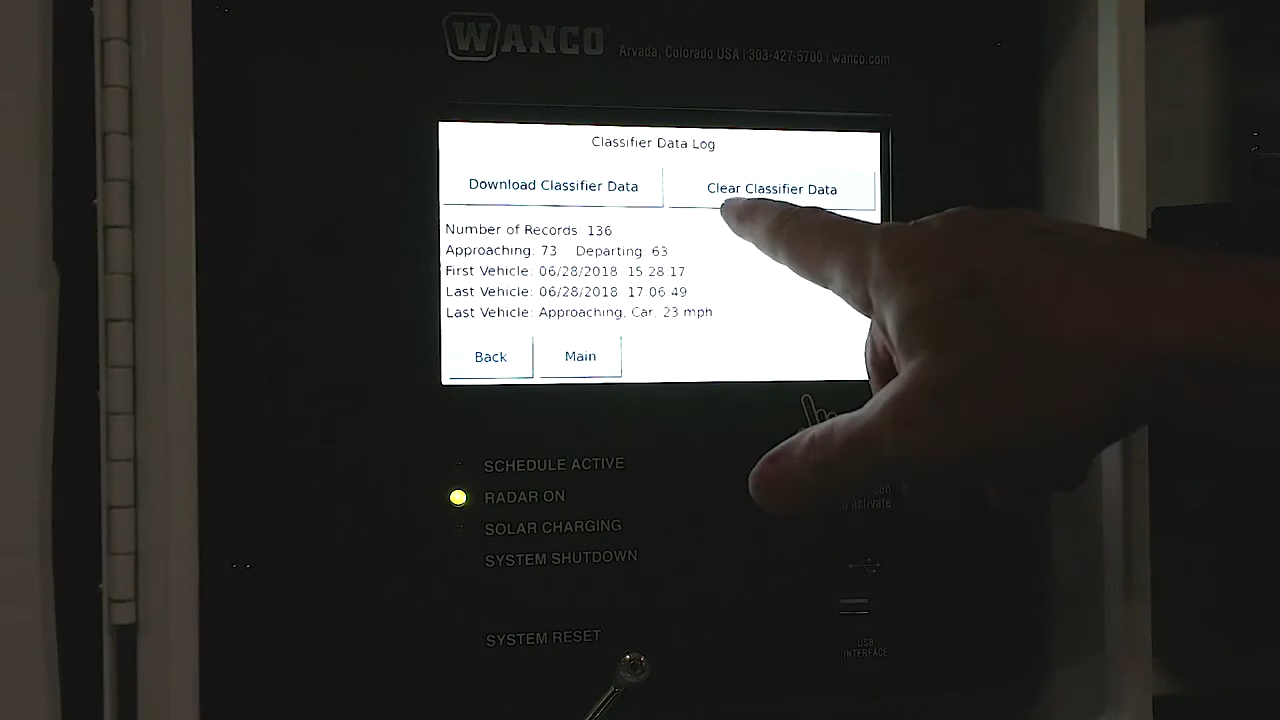 WANCO Arvada, Colorado USA | 303-427-5700 | wanco.com
Classifier Data Log
Download Classifier Data
Clear Classifier Data
Number of Records: 136
Approaching: 73 Departing: 63
First Vehicle: 06/28/2018 15:28:17
Last Vehicle: 06/28/2018 17:06:49
Last Vehicle: Approaching, Car, 23 mph
Back
Main
SCHEDULE ACTIVE
RADAR ON
SOLAR CHARGING
SYSTEM SHUTDOWN
to activate
SYSTEM RESET
USB
INTERFACE